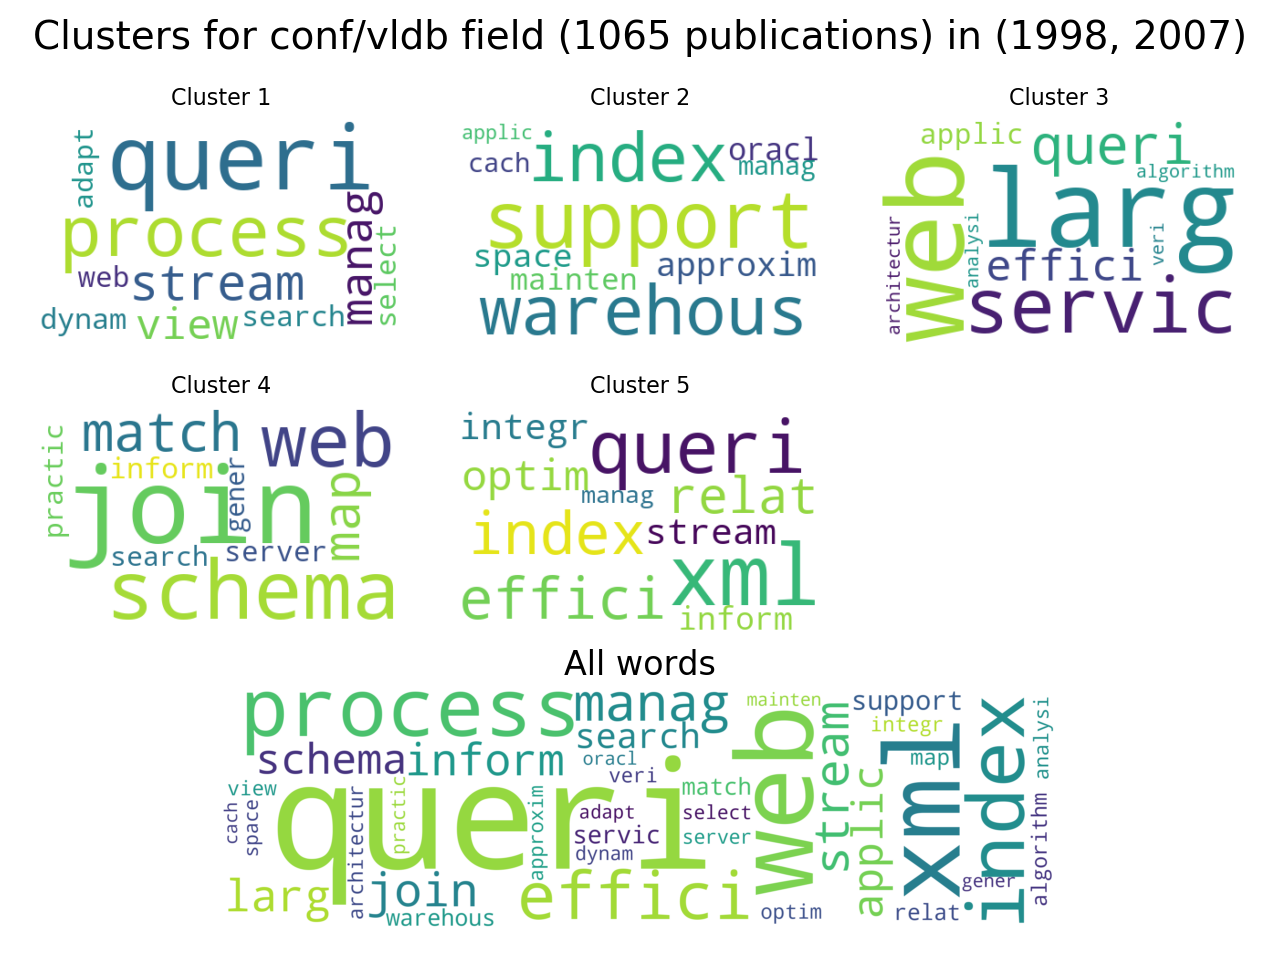 Clusters for conf/vldb field (1065 publications) in (1998, 2007)
Cluster 1
adapt
queri
process
manag
select
web
stream
dynam
view
search
Cluster 2
applic
cach
index
oracl
manag
support
space
mainten
approxim
warehous
Cluster 3
applic
queri
algorithm
web
larg
architectur
analysi
veri
effici
servic
Cluster 4
practic
match
web
inform
join
gener
map
search
server
schema
Cluster 5
integr
queri
optim
manag
relat
index
stream
xml
effici
inform
All words
process
manag
mainten
support
integr
search
schema
inform
oracl
veri
web
stream
xml
map
index
analysi
view
cach
space
queri
architectur
practic
approxim
adapt
match
select
servic
server
dynam
applic
algorithm
larg
join
warehous
effici
optim
gener
relat